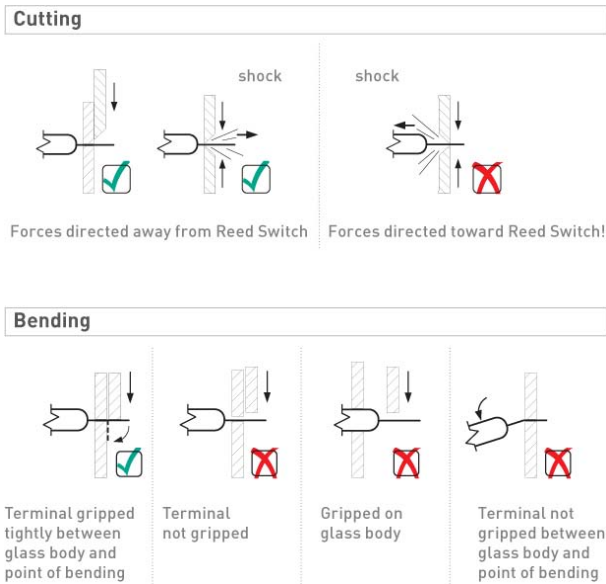 Cutting
shock
shock
Forces directed away from Reed Switch
Forces directed toward Reed Switch!
Bending
Terminal gripped
tightly between
glass body and
point of bending
Terminal
not gripped
Gripped on
glass body
Terminal not
gripped between
glass body and
point of bending